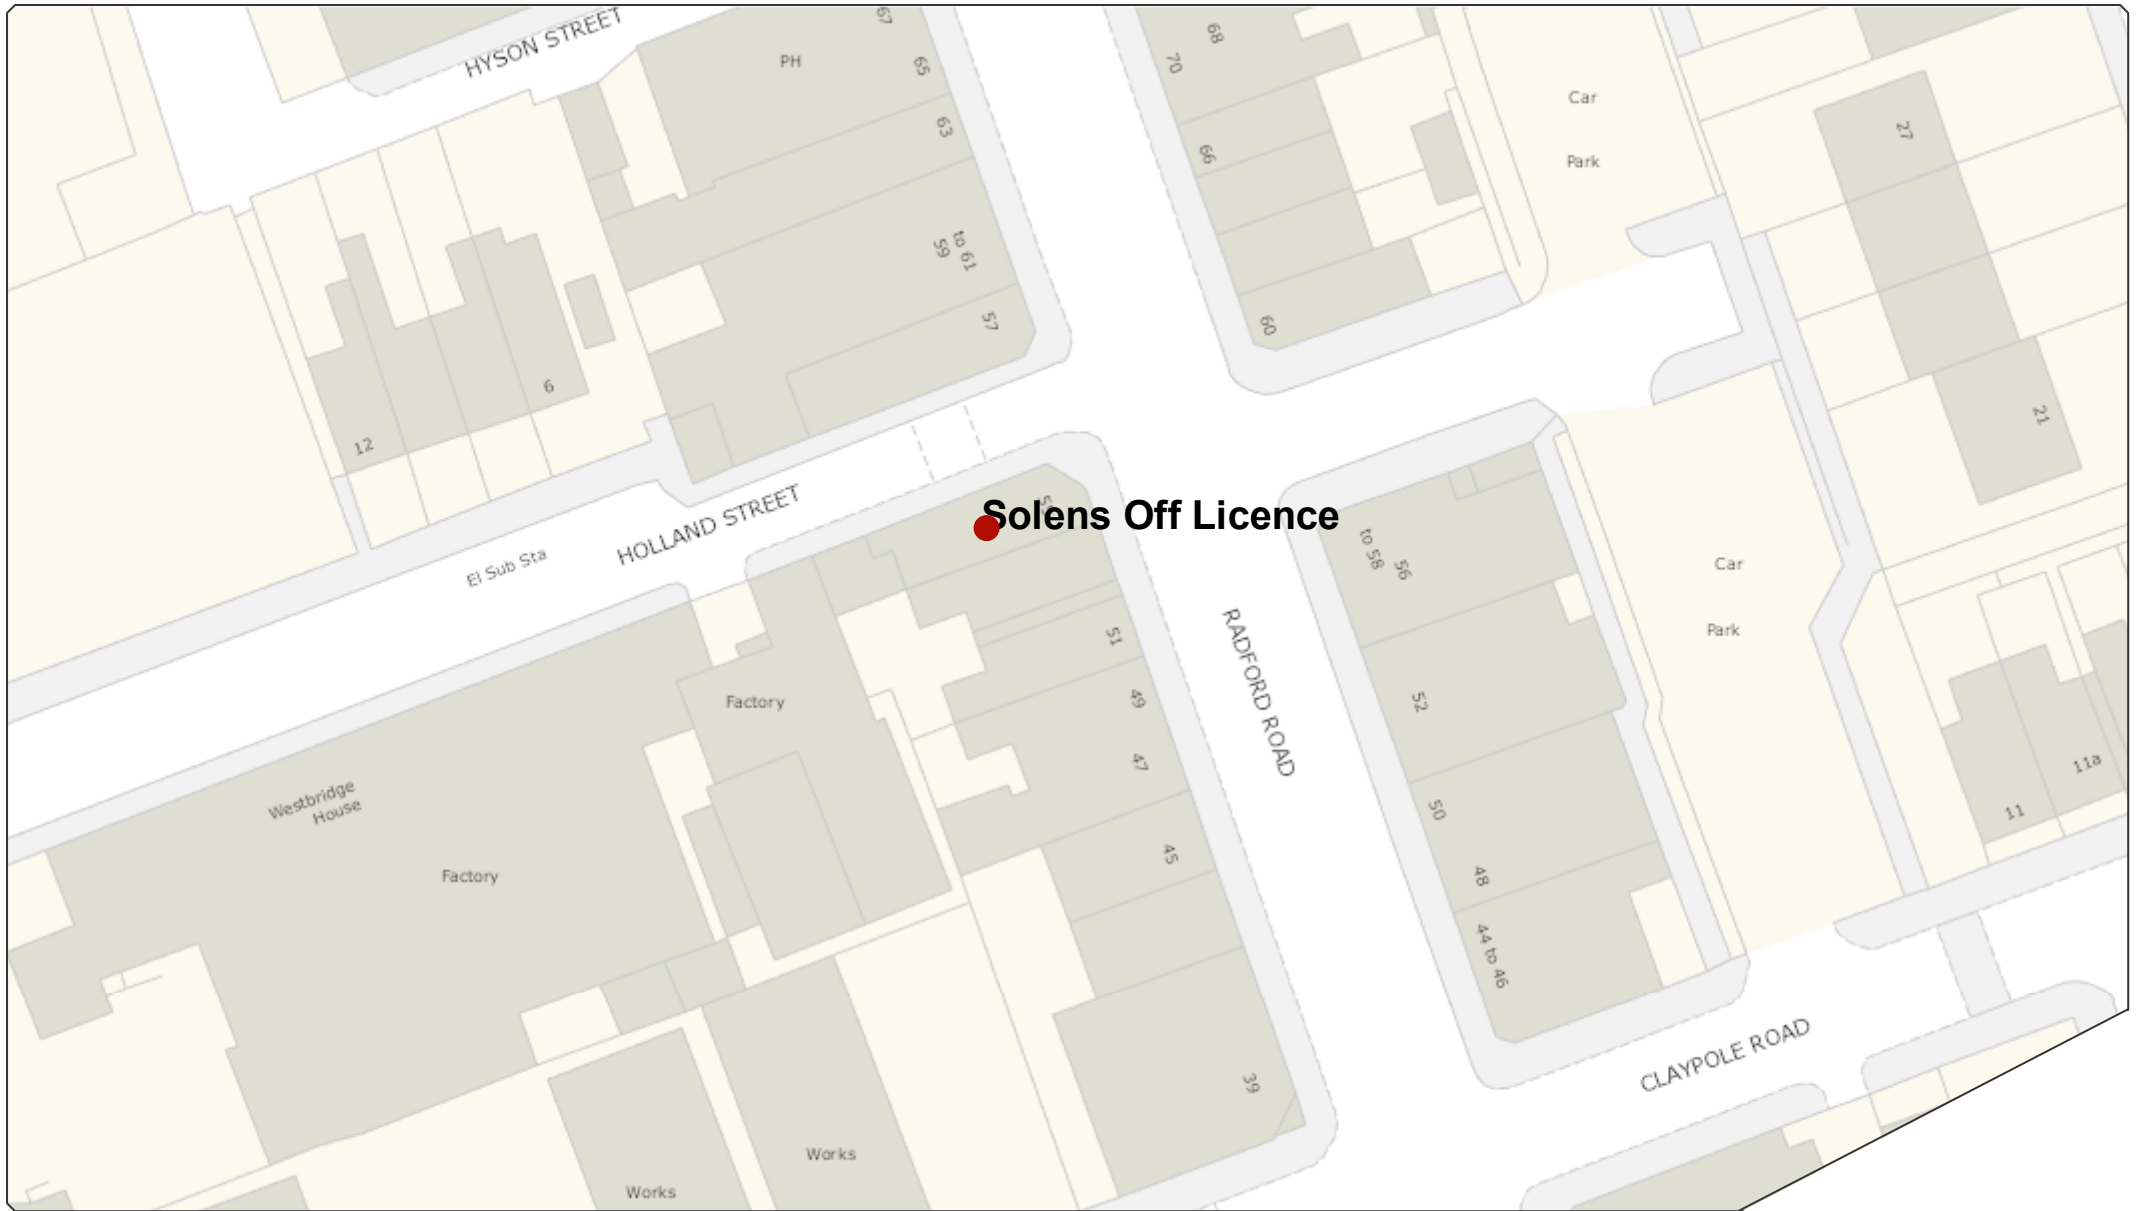 HYSON STREET
67
65
PH
63
59
to 61
57
68
70
66
60
Car
Park
27
21
12
6
HOLLAND STREET
El Sub Sta
Solens Off Licence
to 58
56
Car
Park
51
49
47
45
39
RADFORD ROAD
52
50
48
44 to 46
Factory
Westbridge
House
Factory
11a
11
CLAYPOLE ROAD
Works
Works